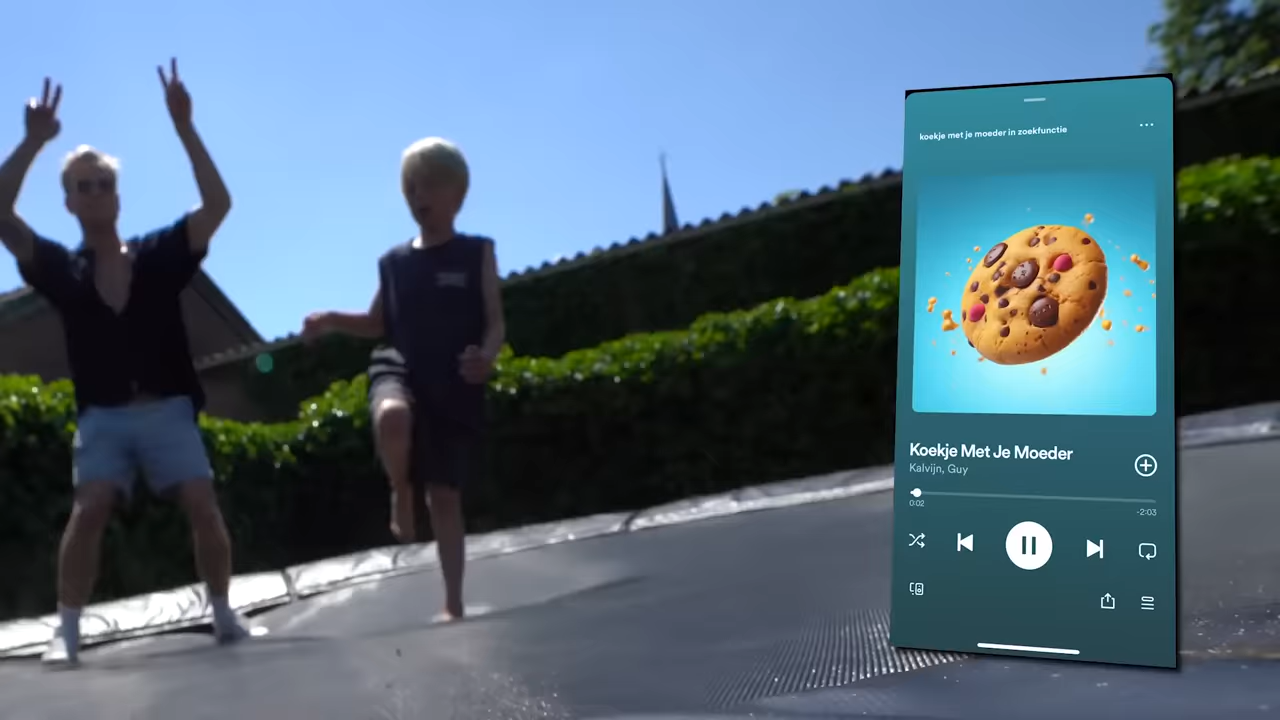 koekje met je moeder in zoekfunctie
Koekje Met Je Moeder
Kalvijn, Guy
0:02
-2:03